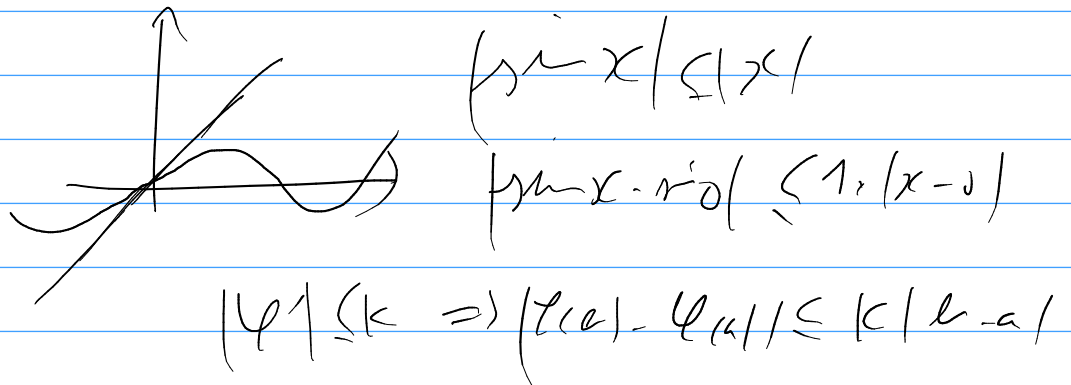 |sin x| ≤ |x|
|sin x - sin 0| ≤ 1 · |x - 0|
|φ'| ≤ k ⇒ |φ(b) - φ(a)| ≤ k |b - a|